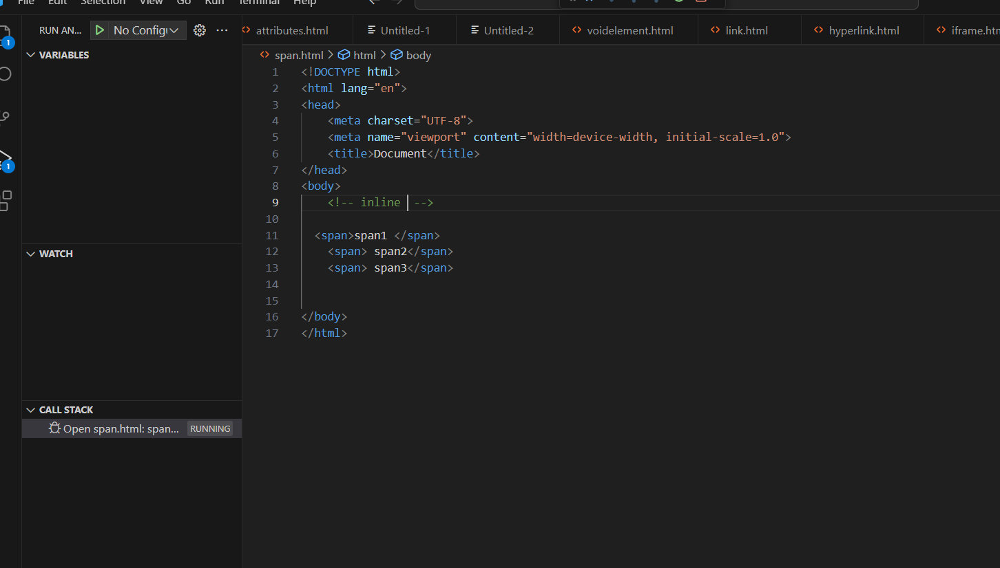 File Edit Selection View Go Run Terminal Help
RUN AN... No Config
attributes.html Untitled-1 Untitled-2 voidelement.html link.html hyperlink.html
1
1
VARIABLES
WATCH
CALL STACK
Open span.html: span... RUNNING
span.html > html > body
1 <!DOCTYPE html>
2 <html lang="en">
3 <head>
4 <meta charset="UTF-8">
5 <meta name="viewport" content="width=device-width, initial-scale=1.0">
6 <title>Document</title>
7 </head>
8 <body>
9 <!-- inline -->
10
11 <span>span1 </span>
12 <span> span2</span>
13 <span> span3</span>
14
15
16 </body>
17 </html>